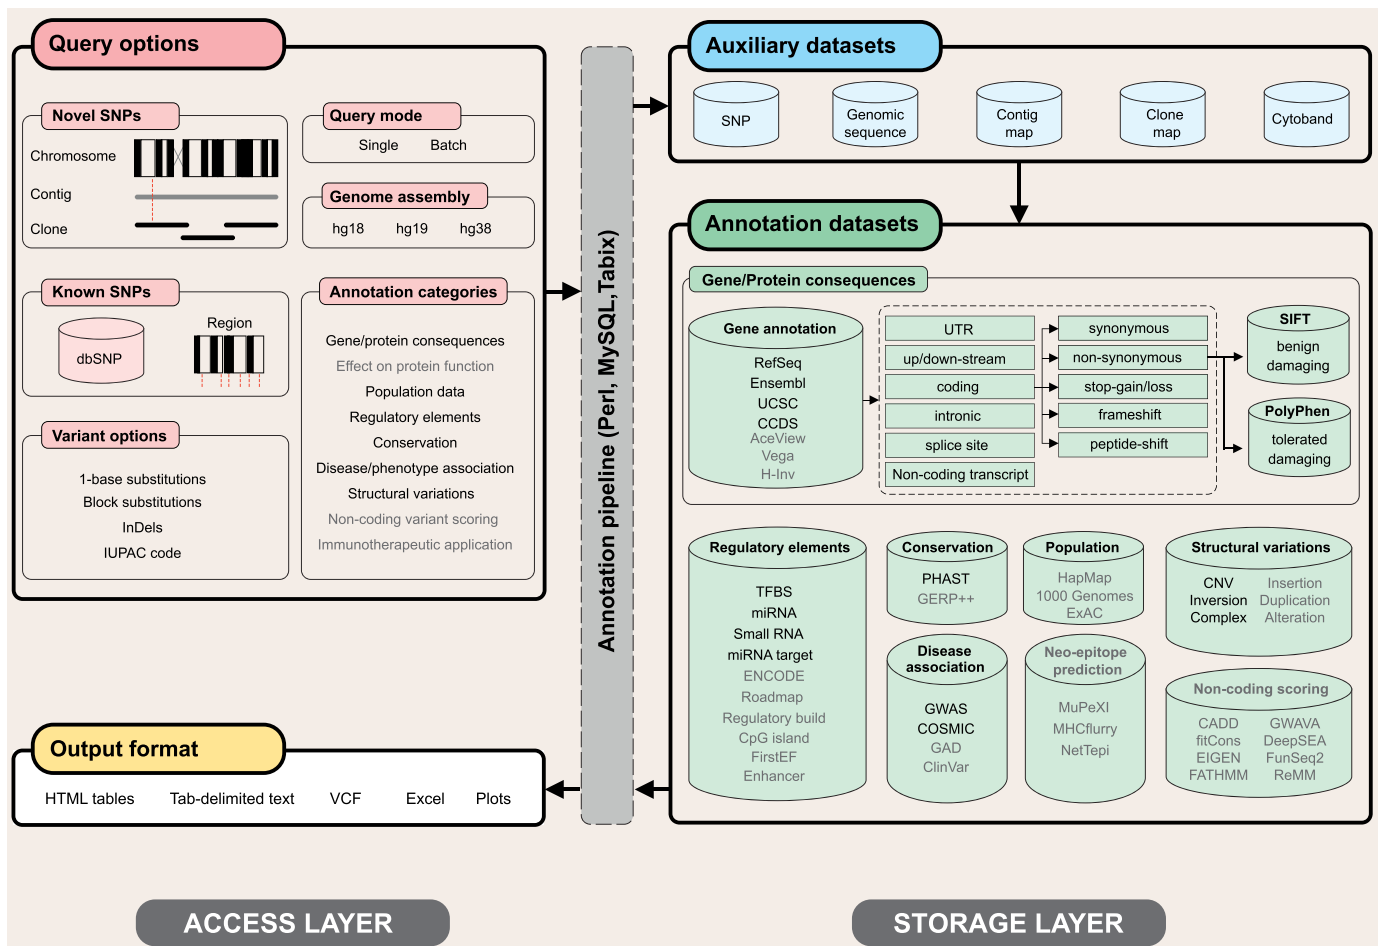 Query options
Novel SNPs
Chromosome
Contig
Clone
Query mode
Single Batch
Genome assembly
hg18 hg19 hg38
Known SNPs
dbSNP
Region
Variant options
1-base substitutions
Block substitutions
InDels
IUPAC code
Annotation categories
Gene/protein consequences
Effect on protein function
Population data
Regulatory elements
Conservation
Disease/phenotype association
Structural variations
Non-coding variant scoring
Immunotherapeutic application
Output format
HTML tables Tab-delimited text VCF Excel Plots
ACCESS LAYER
Annotation pipeline (Perl, MySQL,Tabix)
Auxiliary datasets
SNP
Genomic
sequence
Contig
map
Clone
map
Cytoband
Annotation datasets
Gene/Protein consequences
Gene annotation
RefSeq
Ensembl
UCSC
CCDS
AceView
Vega
H-Inv
UTR
up/down-stream
coding
intronic
splice site
Non-coding transcript
synonymous
non-synonymous
stop-gain/loss
frameshift
peptide-shift
SIFT
benign
damaging
PolyPhen
tolerated
damaging
Regulatory elements
TFBS
miRNA
Small RNA
miRNA target
ENCODE
Roadmap
Regulatory build
CpG island
FirstEF
Enhancer
Conservation
PHAST
GERP++
Population
HapMap
1000 Genomes
ExAC
Structural variations
CNV Insertion
Inversion Duplication
Complex Alteration
Disease
association
GWAS
COSMIC
GAD
ClinVar
Neo-epitope
prediction
MuPeXI
MHCflurry
NetTepi
Non-coding scoring
CADD GWAVA
fitCons DeepSEA
EIGEN FunSeq2
FATHMM ReMM
STORAGE LAYER